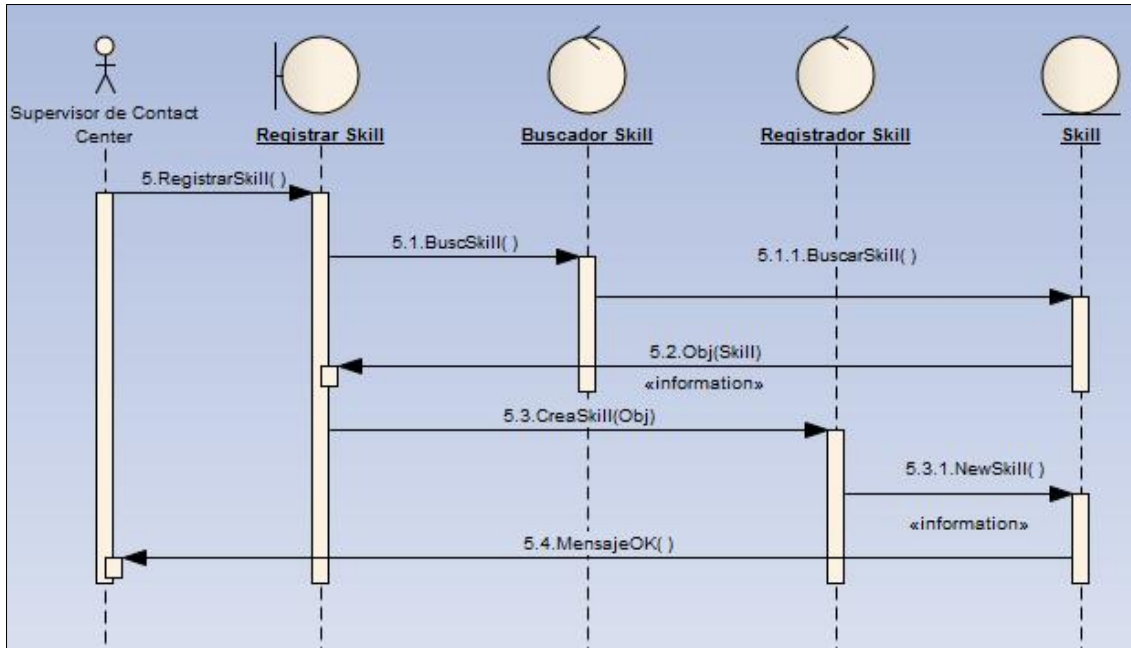 Supervisor de Contact
Center
Registrar Skill
Buscador Skill
Registrador Skill
Skill
5.RegistrarSkill( )
5.1.BuscSkill( )
5.1.1.BuscarSkill( )
5.2.Obj(Skill)
«information»
5.3.CreaSkill(Obj)
5.3.1.NewSkill( )
«information»
5.4.MensajeOK( )